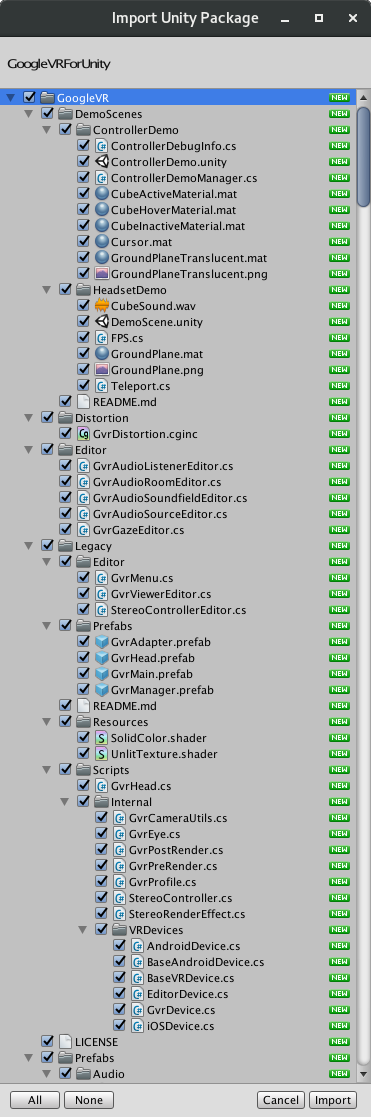 Import Unity Package
GoogleVRForUnity
GoogleVR NEW
DemoScenes NEW
ControllerDemo NEW
C# ControllerDebugInfo.cs NEW
ControllerDemo.unity NEW
C# ControllerDemoManager.cs NEW
CubeActiveMaterial.mat NEW
CubeHoverMaterial.mat NEW
CubeInactiveMaterial.mat NEW
Cursor.mat NEW
GroundPlaneTranslucent.mat NEW
GroundPlaneTranslucent.png NEW
HeadsetDemo NEW
CubeSound.wav NEW
DemoScene.unity NEW
C# FPS.cs NEW
GroundPlane.mat NEW
GroundPlane.png NEW
C# Teleport.cs NEW
README.md NEW
Distortion NEW
Cg GvrDistortion.cginc NEW
Editor NEW
C# GvrAudioListenerEditor.cs NEW
C# GvrAudioRoomEditor.cs NEW
C# GvrAudioSoundfieldEditor.cs NEW
C# GvrAudioSourceEditor.cs NEW
C# GvrGazeEditor.cs NEW
Legacy NEW
Editor NEW
C# GvrMenu.cs NEW
C# GvrViewerEditor.cs NEW
C# StereoControllerEditor.cs NEW
Prefabs NEW
GvrAdapter.prefab NEW
GvrHead.prefab NEW
GvrMain.prefab NEW
GvrManager.prefab NEW
README.md NEW
Resources NEW
S SolidColor.shader NEW
S UnlitTexture.shader NEW
Scripts NEW
C# GvrHead.cs NEW
Internal NEW
C# GvrCameraUtils.cs NEW
C# GvrEye.cs NEW
C# GvrPostRender.cs NEW
C# GvrPreRender.cs NEW
C# GvrProfile.cs NEW
C# StereoController.cs NEW
C# StereoRenderEffect.cs NEW
VRDevices NEW
C# AndroidDevice.cs NEW
C# BaseAndroidDevice.cs NEW
C# BaseVRDevice.cs NEW
C# EditorDevice.cs NEW
C# GvrDevice.cs NEW
C# iOSDevice.cs NEW
LICENSE NEW
Prefabs NEW
Audio NEW
All None Cancel Import